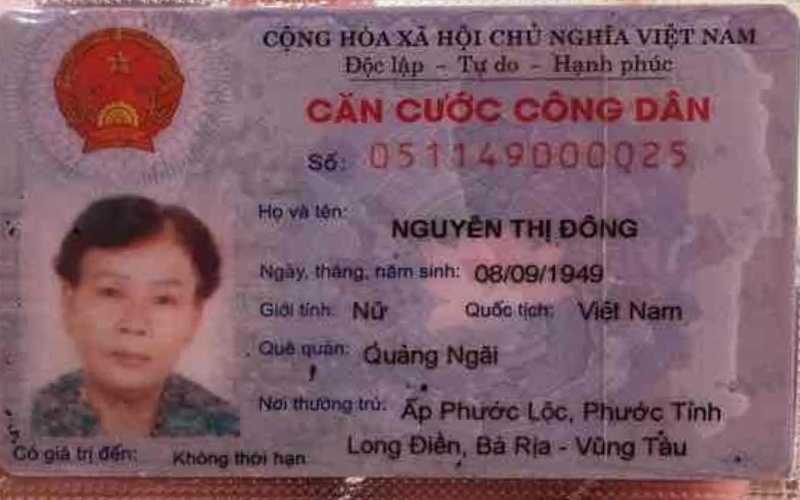 CỘNG HÒA XÃ HỘI CHỦ NGHĨA VIỆT NAM
Độc lập - Tự do - Hạnh phúc
CĂN CƯỚC CÔNG DÂN
Số: 051149000025
Họ và tên:
NGUYỄN THỊ ĐÔNG
Ngày, tháng, năm sinh: 08/09/1949
Giới tính: Nữ Quốc tịch: Việt Nam
Quê quán: Quảng Ngãi
Nơi thường trú: Ấp Phước Lộc, Phước Tỉnh
Long Điền, Bà Rịa - Vũng Tàu
Có giá trị đến: Không thời hạn